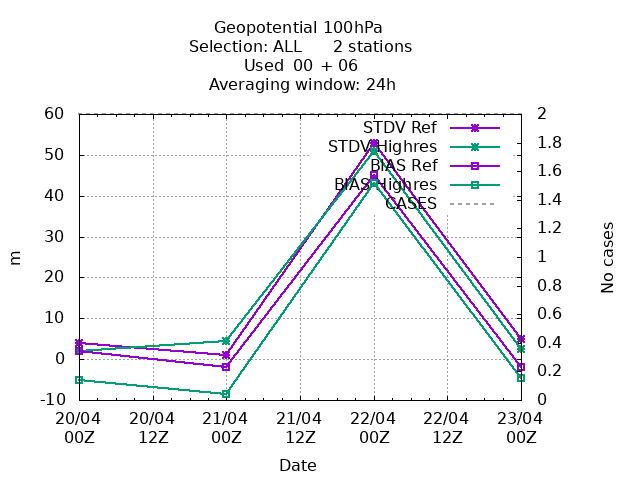 Geopotential 100hPa
Selection: ALL 2 stations
Used 00 + 06
Averaging window: 24h
60 2
50 1.8
40 1.6
30 1.4
20 1.2
10 1
0 0.8
-10 0.6
0.4
0.2
0
STDV Ref
STDV Highres
BIAS Ref
BIAS Highres
CASES
m
No cases
20/04 20/04 21/04 21/04 22/04 22/04 23/04
00Z 12Z 00Z 12Z 00Z 12Z 00Z
Date